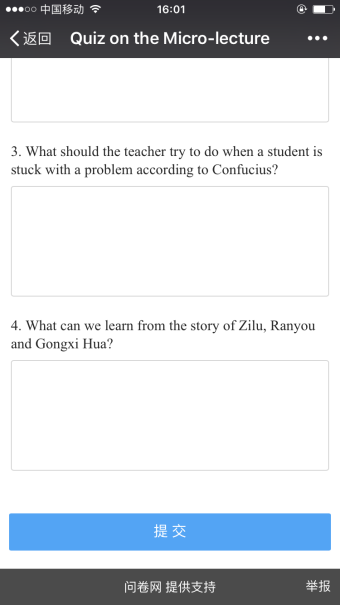 中国移动 16:01
返回 Quiz on the Micro-lecture
3. What should the teacher try to do when a student is
stuck with a problem according to Confucius?
4. What can we learn from the story of Zilu, Ranyou
and Gongxi Hua?
提交
问卷网 提供支持 举报